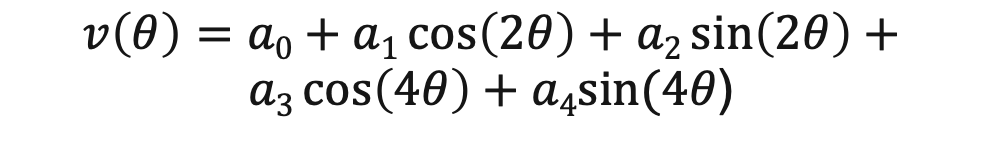 v(θ) = a₀ + a₁ cos(2θ) + a₂ sin(2θ) +
a₃ cos(4θ) + a₄sin(4θ)